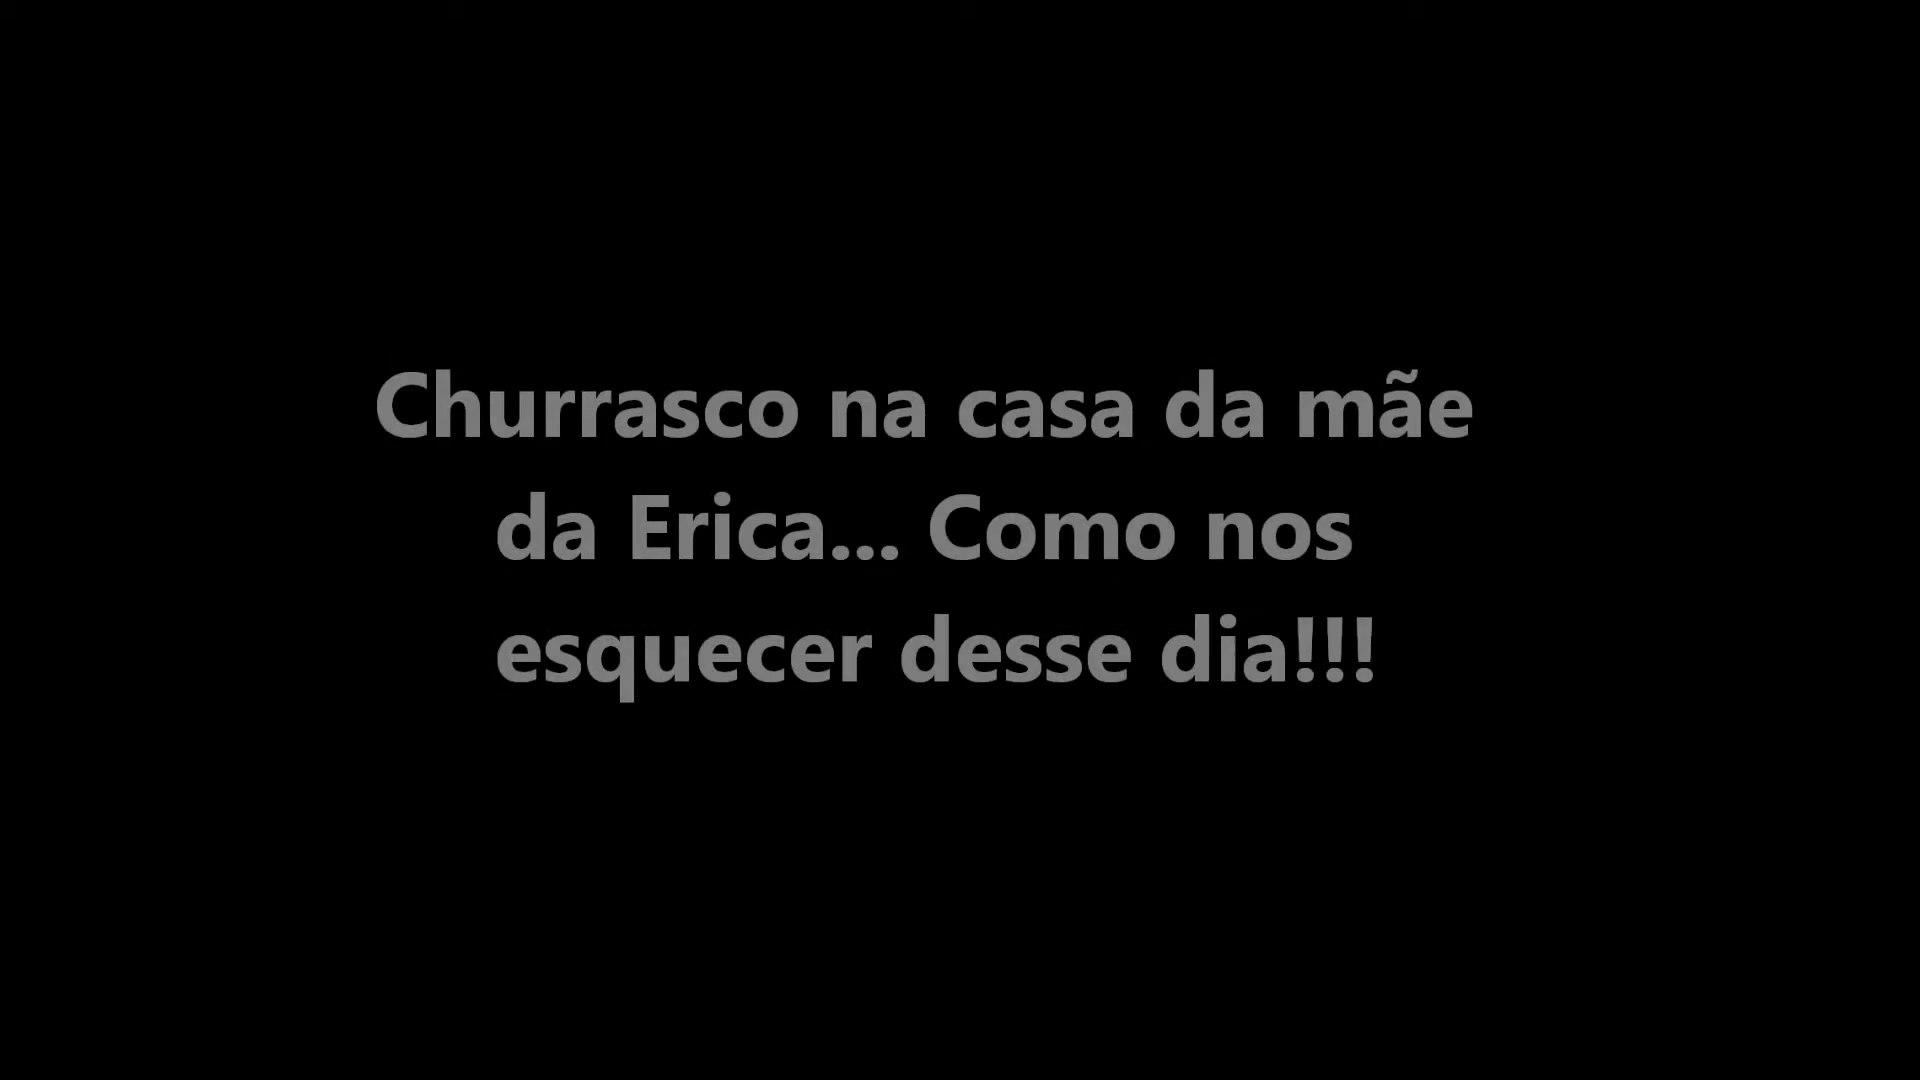 Churrasco na casa da mãe
da Erica... Como nos
esquecer desse dia!!!